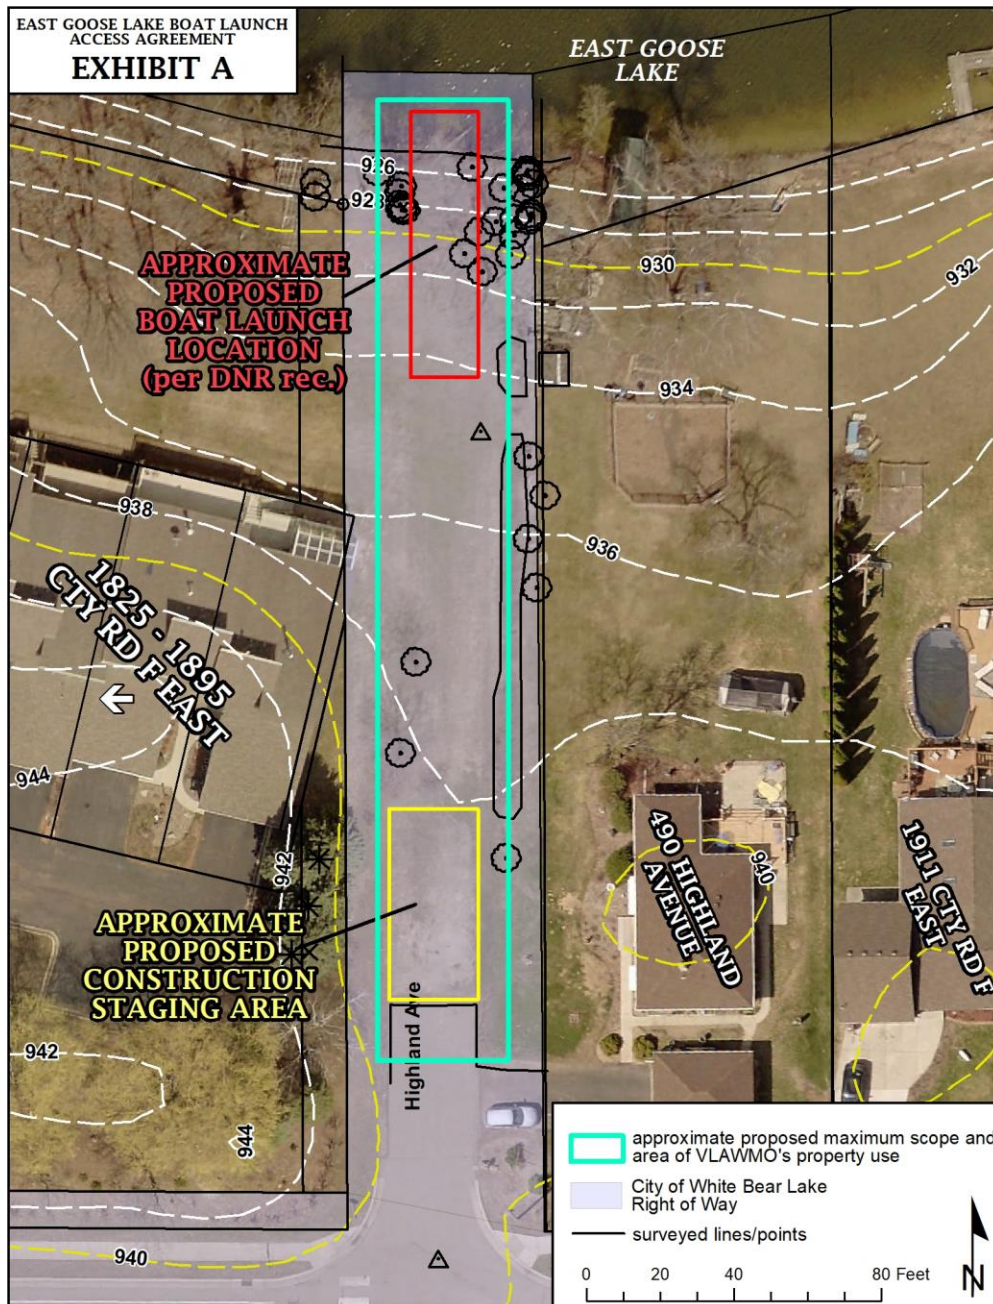 EAST GOOSE LAKE BOAT LAUNCH
ACCESS AGREEMENT
EXHIBIT A
EAST GOOSE
LAKE
926
928
930
932
APPROXIMATE
PROPOSED
BOAT LAUNCH
LOCATION
(per DNR rec.)
934
938
936
1825 - 1895
CTY RD F EAST
944
942
490 HIGHLAND
AVENUE
940
1911 CTY RD F
EAST
APPROXIMATE
PROPOSED
CONSTRUCTION
STAGING AREA
Highland Ave
942
944
940
approximate proposed maximum scope and
area of VLAWMO's property use
City of White Bear Lake
Right of Way
surveyed lines/points
0 20 40 80 Feet
N